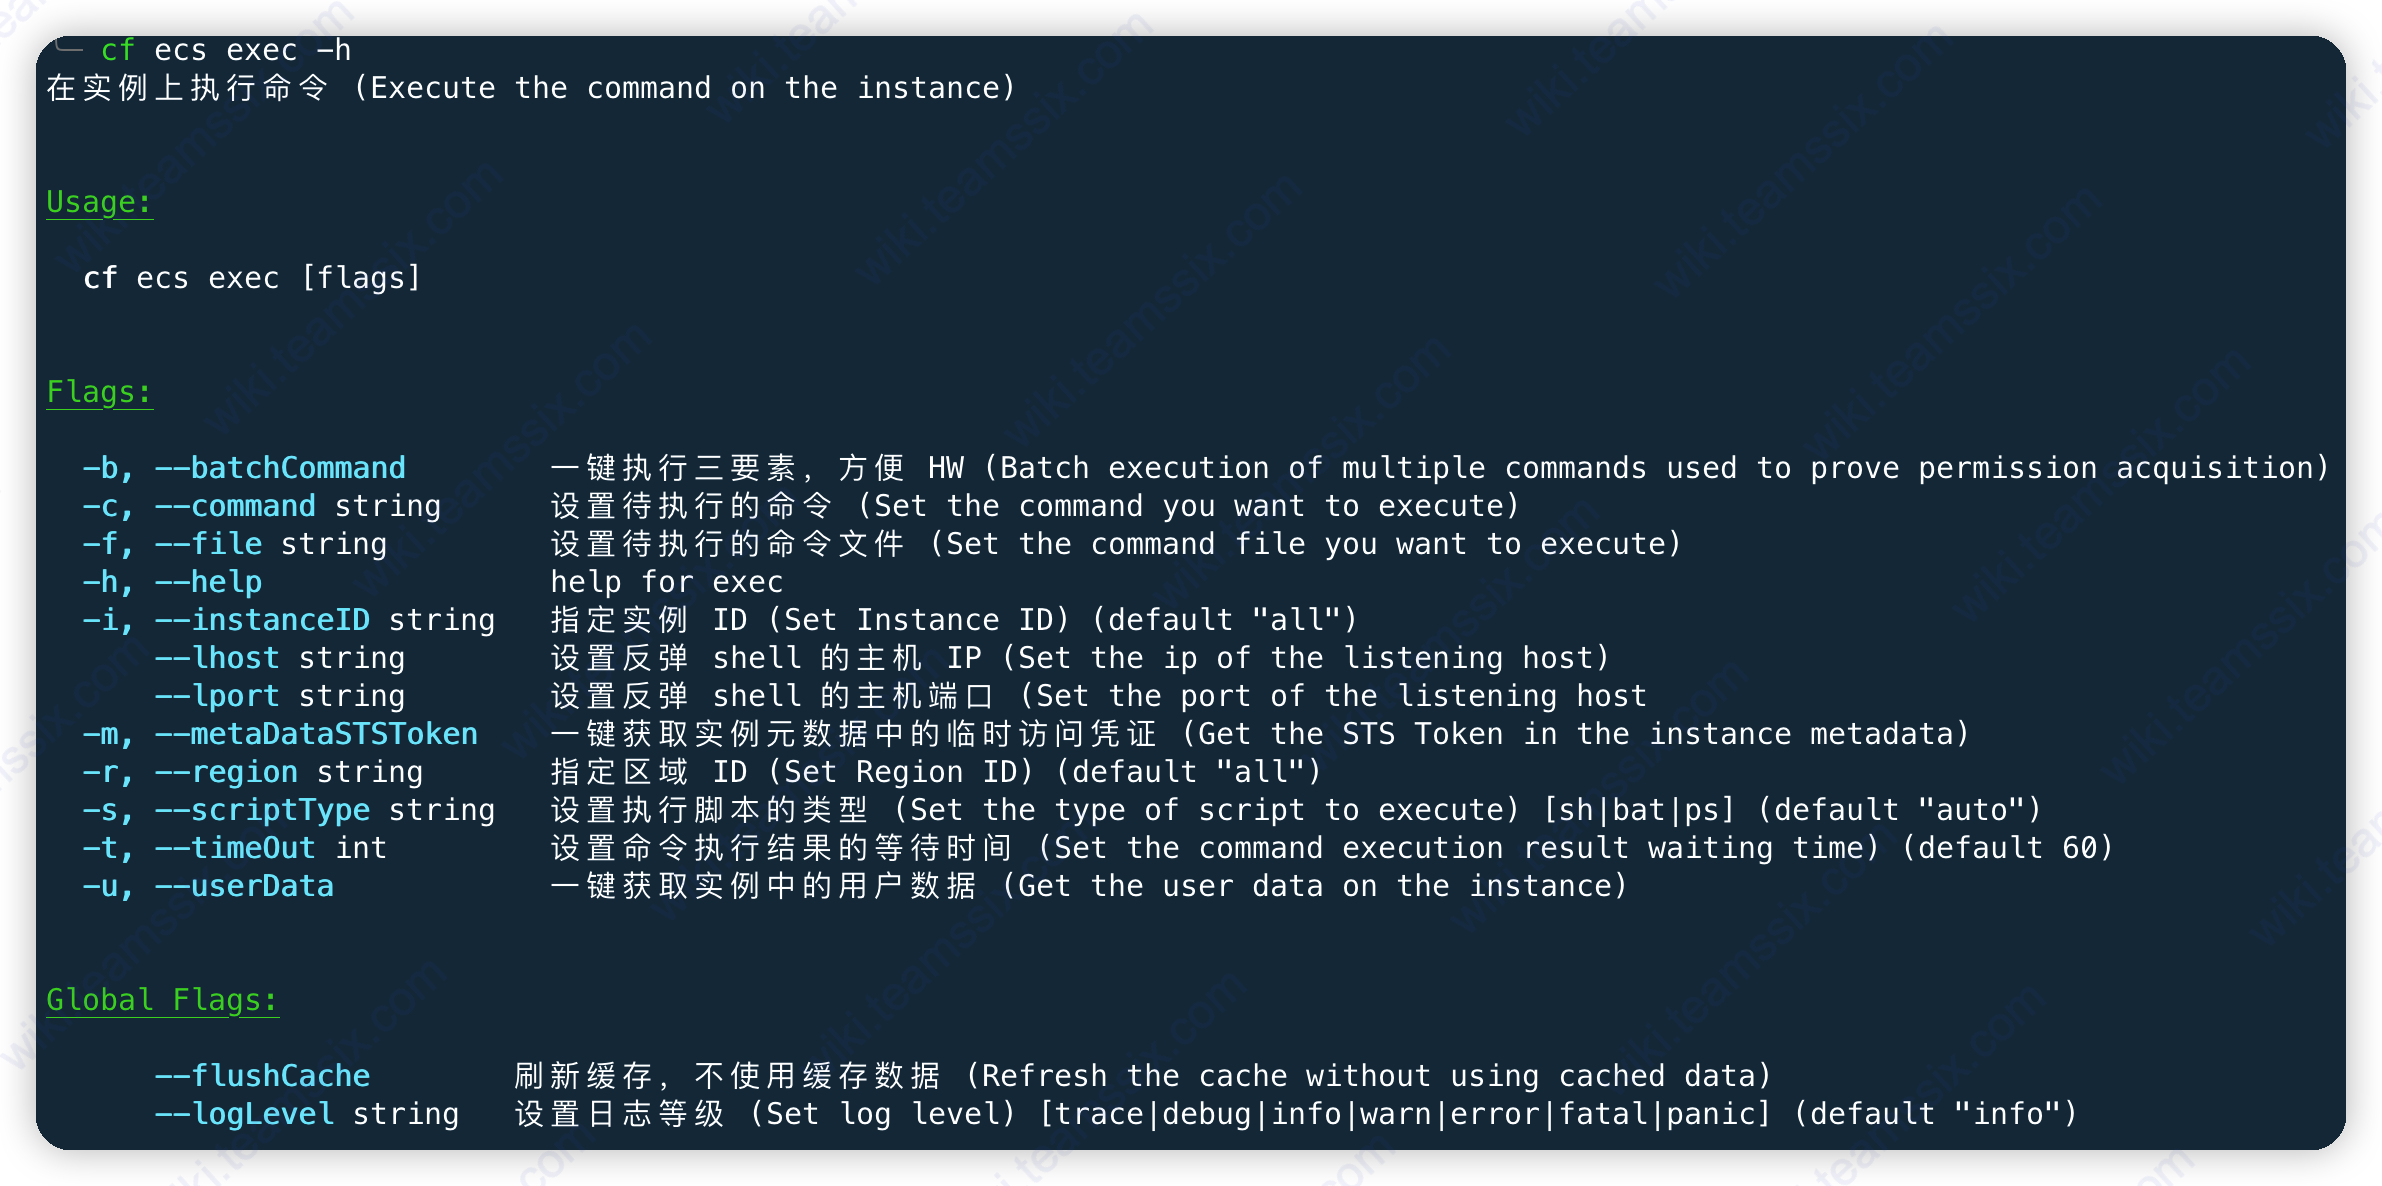 cf ecs exec -h
在实例上执行命令 (Execute the command on the instance)
Usage:
cf ecs exec [flags]
Flags:
-b, --batchCommand 一键执行三要素，方便 HW (Batch execution of multiple commands used to prove permission acquisition)
-c, --command string 设置待执行的命令 (Set the command you want to execute)
-f, --file string 设置待执行的命令文件 (Set the command file you want to execute)
-h, --help help for exec
-i, --instanceID string 指定实例 ID (Set Instance ID) (default "all")
--lhost string 设置反弹 shell 的主机 IP (Set the ip of the listening host)
--lport string 设置反弹 shell 的主机端口 (Set the port of the listening host
-m, --metaDataSTSToken 一键获取实例元数据中的临时访问凭证 (Get the STS Token in the instance metadata)
-r, --region string 指定区域 ID (Set Region ID) (default "all")
-s, --scriptType string 设置执行脚本的类型 (Set the type of script to execute) [sh|bat|ps] (default "auto")
-t, --timeOut int 设置命令执行结果的等待时间 (Set the command execution result waiting time) (default 60)
-u, --userData 一键获取实例中的用户数据 (Get the user data on the instance)
Global Flags:
--flushCache 刷新缓存，不使用缓存数据 (Refresh the cache without using cached data)
--logLevel string 设置日志等级 (Set log level) [trace|debug|info|warn|error|fatal|panic] (default "info")
wiki.teamssix.com